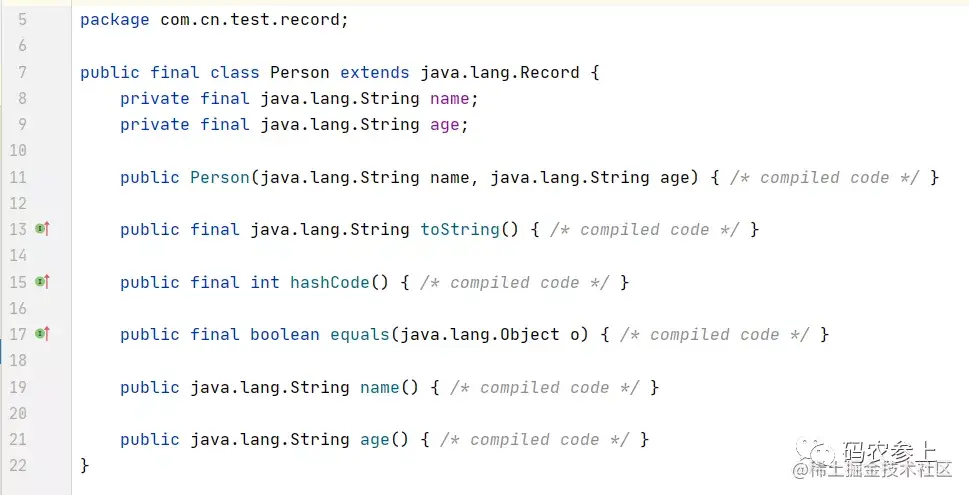 5 package com.cn.test.record;
6
7 public final class Person extends java.lang.Record {
8 private final java.lang.String name;
9 private final java.lang.String age;
10
11 public Person(java.lang.String name, java.lang.String age) { /* compiled code */ }
12
13 public final java.lang.String toString() { /* compiled code */ }
14
15 public final int hashCode() { /* compiled code */ }
16
17 public final boolean equals(java.lang.Object o) { /* compiled code */ }
18
19 public java.lang.String name() { /* compiled code */ }
20
21 public java.lang.String age() { /* compiled code */ }
22 }
码农参上
@稀土掘金技术社区